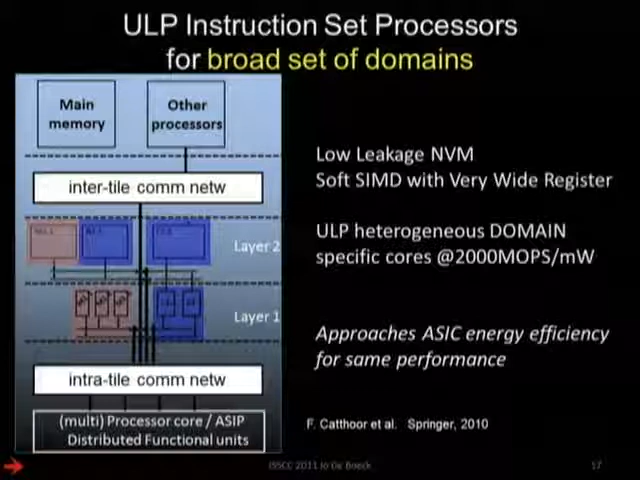 ULP Instruction Set Processors
for broad set of domains
Main
memory
Other
processors
inter-tile comm netw
Layer 2
Layer 1
intra-tile comm netw
(multi) Processor core / ASIP
Distributed Functional units
Low Leakage NVM
Soft SIMD with Very Wide Register
ULP heterogeneous DOMAIN
specific cores @2000MOPS/mW
Approaches ASIC energy efficiency
for same performance
F. Catthoor et al. Springer, 2010
ISSCC 2011 Jo De Boeck
17